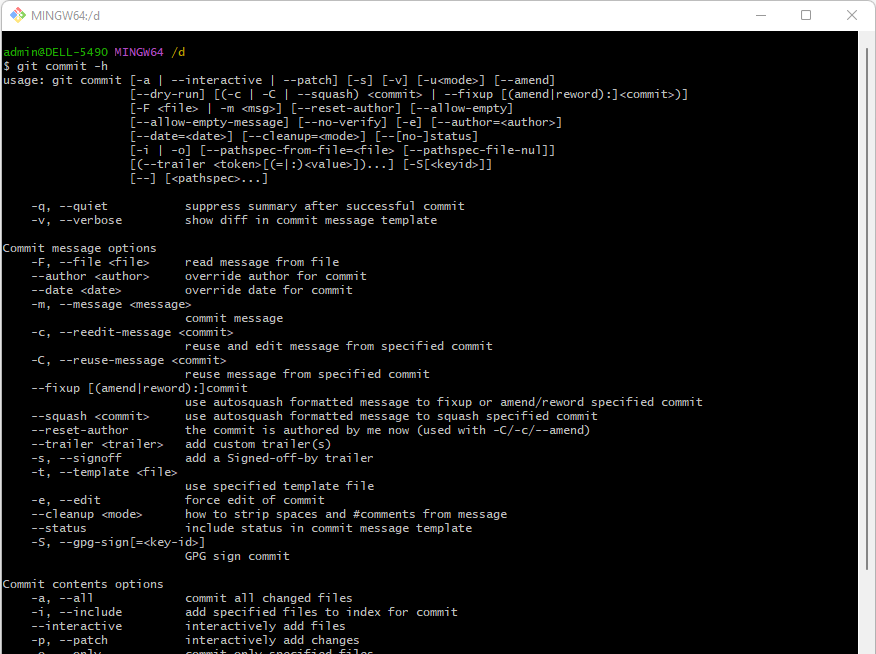 MINGW64:/d
admin@DELL-5490 MINGW64 /d
$ git commit -h
usage: git commit [-a | --interactive | --patch] [-s] [-v] [-u<mode>] [--amend]
                  [--dry-run] [(-c | -C | --squash) <commit> | --fixup [(amend|reword):]<commit>)]
                  [-F <file> | -m <msg>] [--reset-author] [--allow-empty]
                  [--allow-empty-message] [--no-verify] [-e] [--author=<author>]
                  [--date=<date>] [--cleanup=<mode>] [--[no-]status]
                  [-i | -o] [--pathspec-from-file=<file> [--pathspec-file-nul]]
                  [(--trailer <token>[(=|:)<value>])...] [-S[<keyid>]]
                  [--] [<pathspec>...]

    -q, --quiet           suppress summary after successful commit
    -v, --verbose         show diff in commit message template

Commit message options
    -F, --file <file>     read message from file
    --author <author>     override author for commit
    --date <date>         override date for commit
    -m, --message <message>
                          commit message
    -c, --reedit-message <commit>
                          reuse and edit message from specified commit
    -C, --reuse-message <commit>
                          reuse message from specified commit
    --fixup [(amend|reword):]commit
                          use autosquash formatted message to fixup or amend/reword specified commit
    --squash <commit>     use autosquash formatted message to squash specified commit
    --reset-author        the commit is authored by me now (used with -C/-c/--amend)
    --trailer <trailer>   add custom trailer(s)
    -s, --signoff         add a Signed-off-by trailer
    -t, --template <file>
                          use specified template file
    -e, --edit            force edit of commit
    --cleanup <mode>      how to strip spaces and #comments from message
    --status              include status in commit message template
    -S, --gpg-sign[=<key-id>]
                          GPG sign commit

Commit contents options
    -a, --all             commit all changed files
    -i, --include         add specified files to index for commit
    --interactive         interactively add files
    -p, --patch           interactively add changes
    -o, --only            commit only specified files